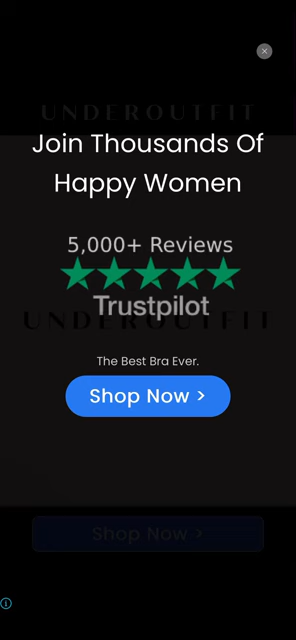 UNDEROUTFIT
Join Thousands Of
Happy Women
5,000+ Reviews
Trustpilot
UNDEROUTFIT
The Best Bra Ever.
Shop Now >
Shop Now >